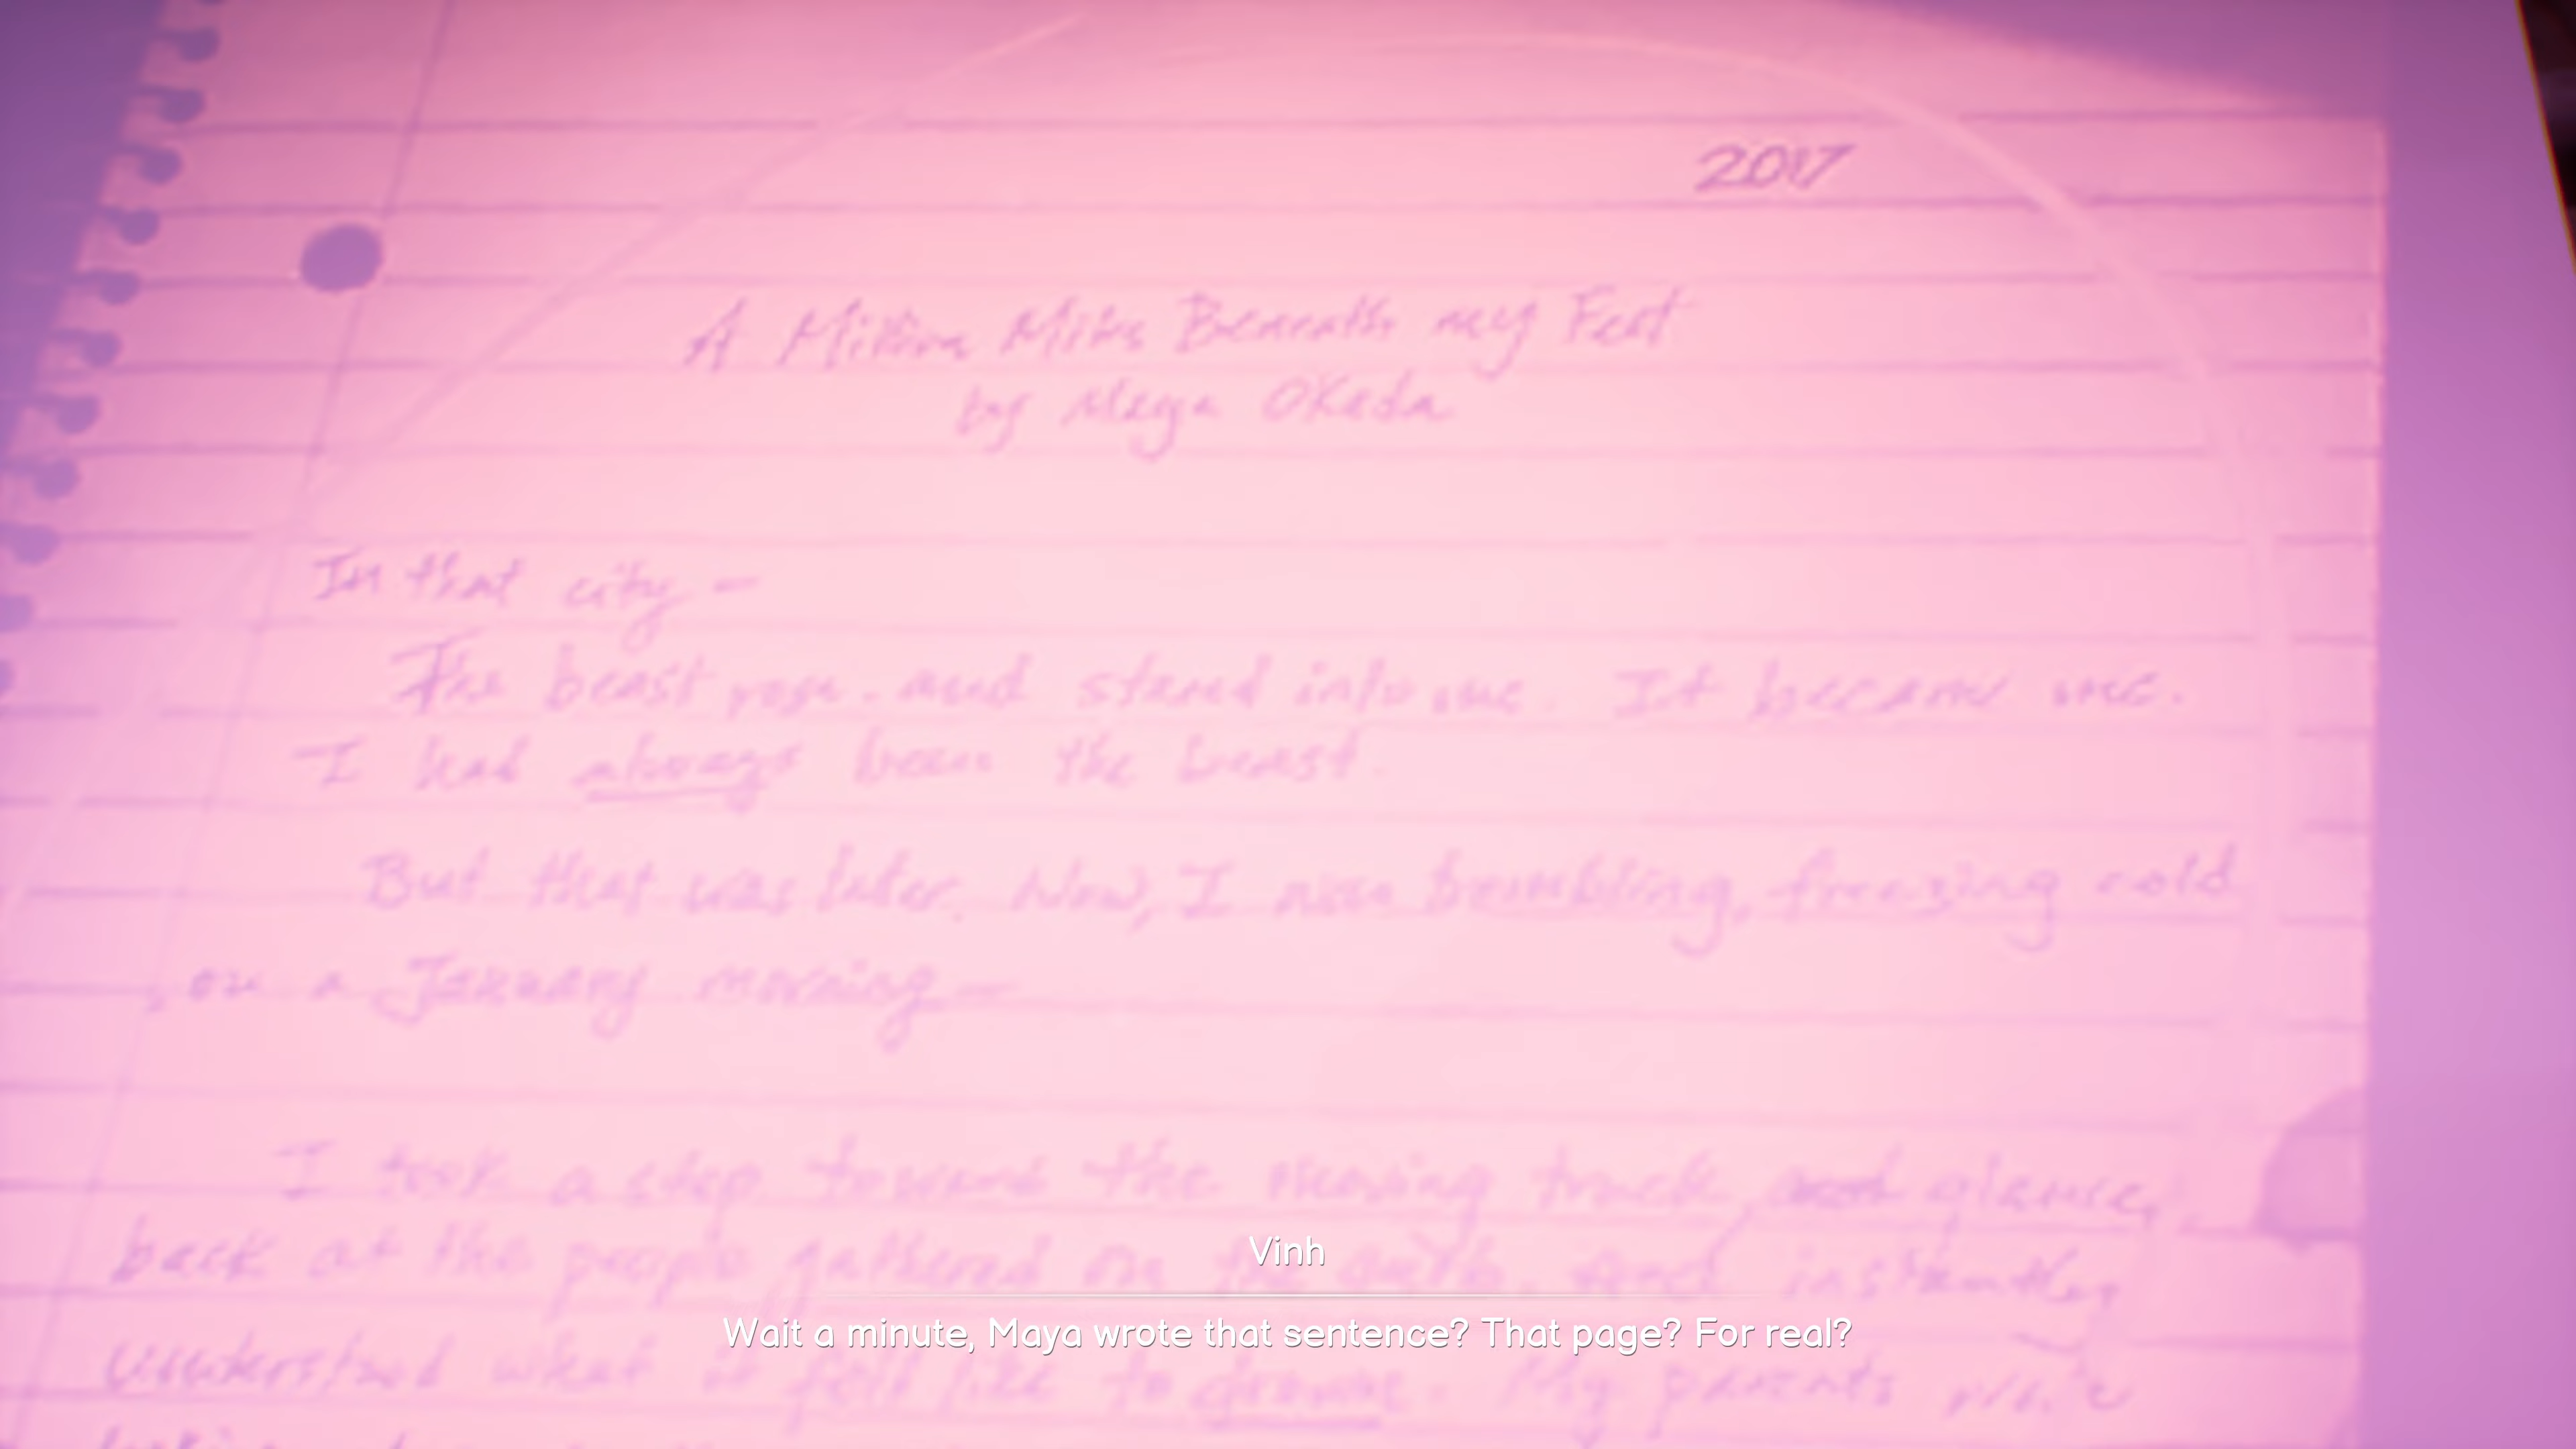 2017
A Million Miles Beneath my Feet
by Maya Okada
In that city —
The beast rose. and stared into me. It became me.
I had always been the beast.
But that was later. Now, I was bumbling, freezing cold
on a January morning —
I took a step toward the moving truck, and glance,
back at the people gathered on the curb. And instantly
understood what it felt like to drown. My parents were
Vinh
Wait a minute, Maya wrote that sentence? That page? For real?